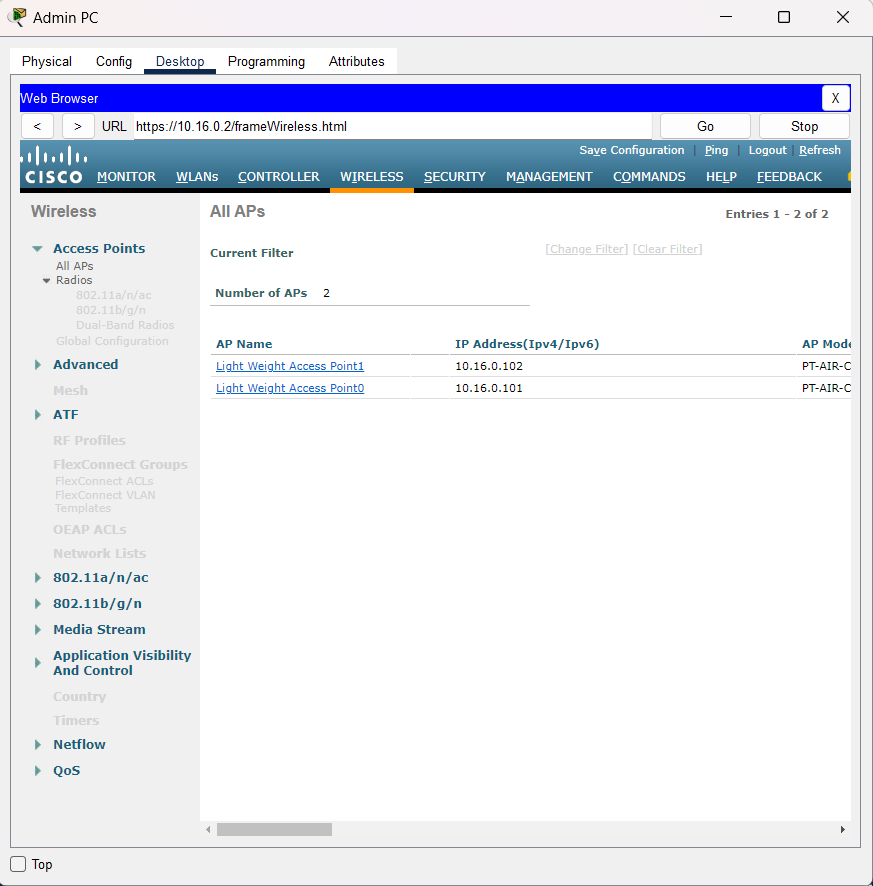 Admin PC
Physical Config Desktop Programming Attributes
Web Browser X
< > URL https://10.16.0.2/frameWireless.html Go Stop
Save Configuration | Ping | Logout | Refresh
CISCO MONITOR WLANs CONTROLLER WIRELESS SECURITY MANAGEMENT COMMANDS HELP FEEDBACK
Wireless
Access Points
All APs
Radios
802.11a/n/ac
802.11b/g/n
Dual-Band Radios
Global Configuration
Advanced
Mesh
ATF
RF Profiles
FlexConnect Groups
FlexConnect ACLs
FlexConnect VLAN
Templates
OEAP ACLs
Network Lists
802.11a/n/ac
802.11b/g/n
Media Stream
Application Visibility
And Control
Country
Timers
Netflow
QoS
All APs Entries 1 - 2 of 2
Current Filter [Change Filter] [Clear Filter]
Number of APs 2
AP Name IP Address(Ipv4/Ipv6) AP Mode
Light Weight Access Point1 10.16.0.102 PT-AIR-C
Light Weight Access Point0 10.16.0.101 PT-AIR-C
Top